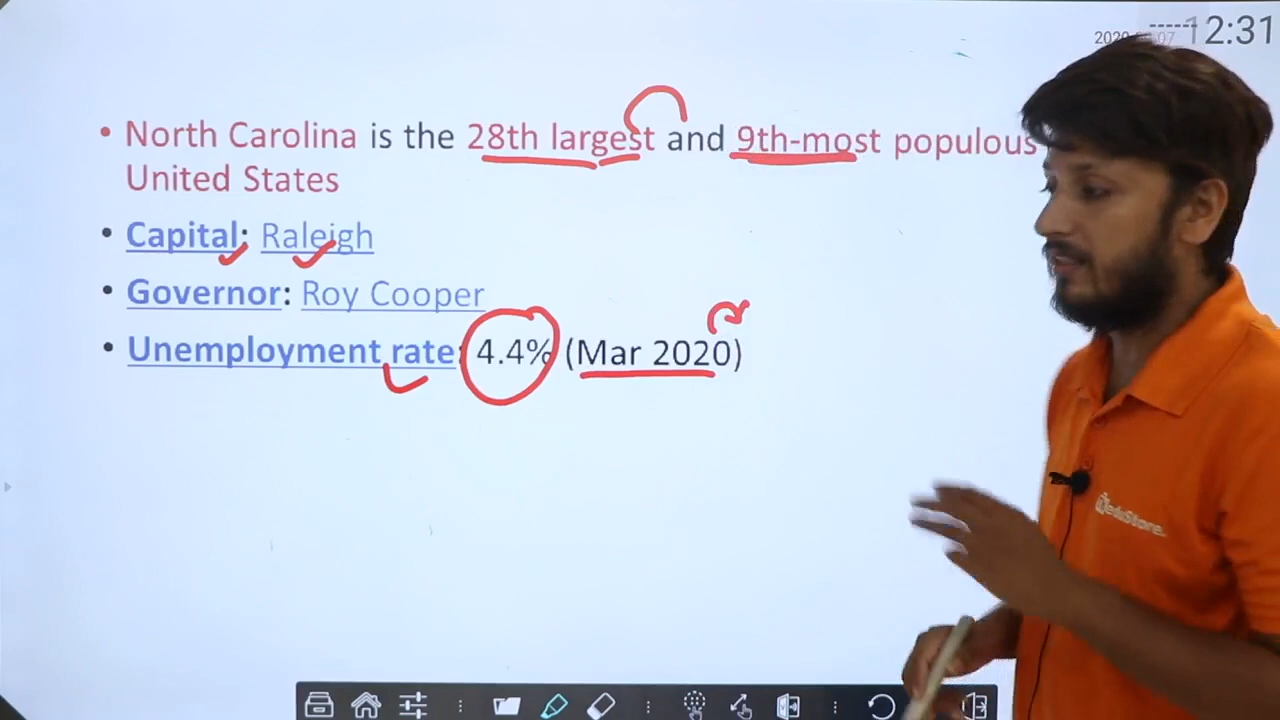 12:31
• North Carolina is the 28th largest and 9th-most populous
United States
• Capital: Raleigh
• Governor: Roy Cooper
• Unemployment rate: 4.4% (Mar 2020)
eduStore